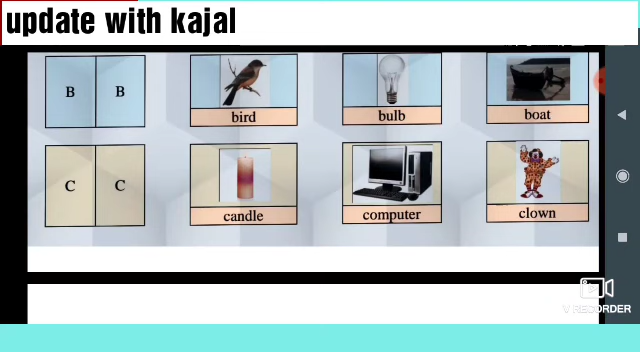 update with kajal
B B bird bulb boat
C C candle computer clown
V RECORDER